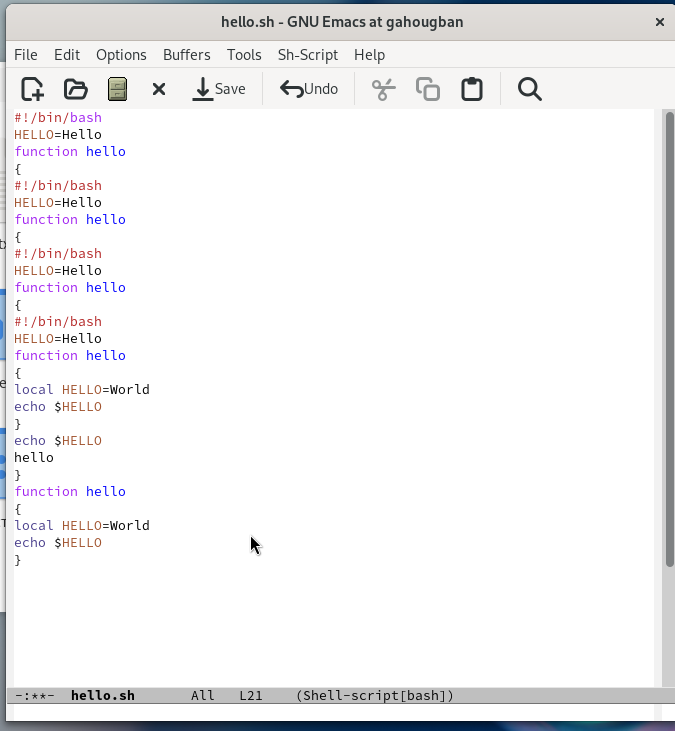 hello.sh - GNU Emacs at gahougban
File Edit Options Buffers Tools Sh-Script Help
Save Undo
#!/bin/bash
HELLO=Hello
function hello
{
#!/bin/bash
HELLO=Hello
function hello
{
#!/bin/bash
HELLO=Hello
function hello
{
#!/bin/bash
HELLO=Hello
function hello
{
local HELLO=World
echo $HELLO
}
echo $HELLO
hello
}
function hello
{
local HELLO=World
echo $HELLO
}
-:**- hello.sh All L21 (Shell-script[bash])